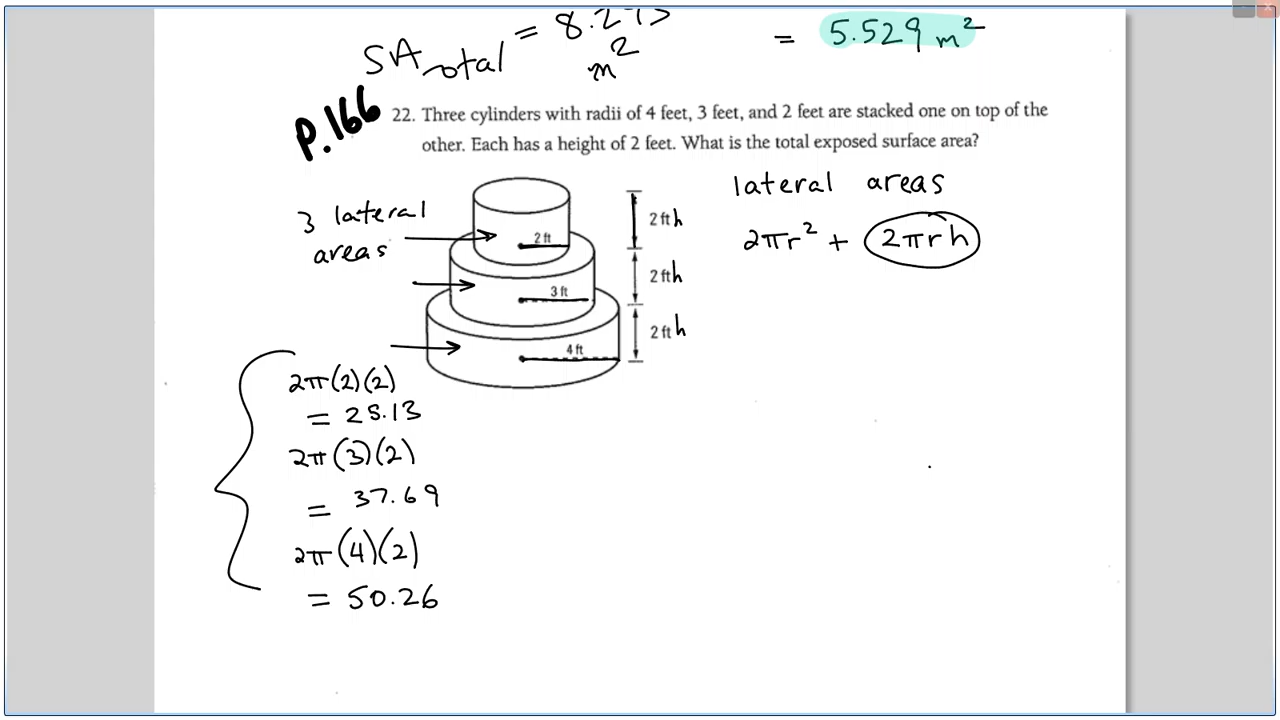 SA total = 8.293 m²
= 5.529 m²
P.166
22. Three cylinders with radii of 4 feet, 3 feet, and 2 feet are stacked one on top of the
other. Each has a height of 2 feet. What is the total exposed surface area?
lateral areas
2πr² + 2πrh
3 lateral
areas
2 ft
2 ft h
3 ft
2 ft h
4 ft
2 ft h
2π(2)(2)
= 25.13
2π(3)(2)
= 37.69
2π(4)(2)
= 50.26